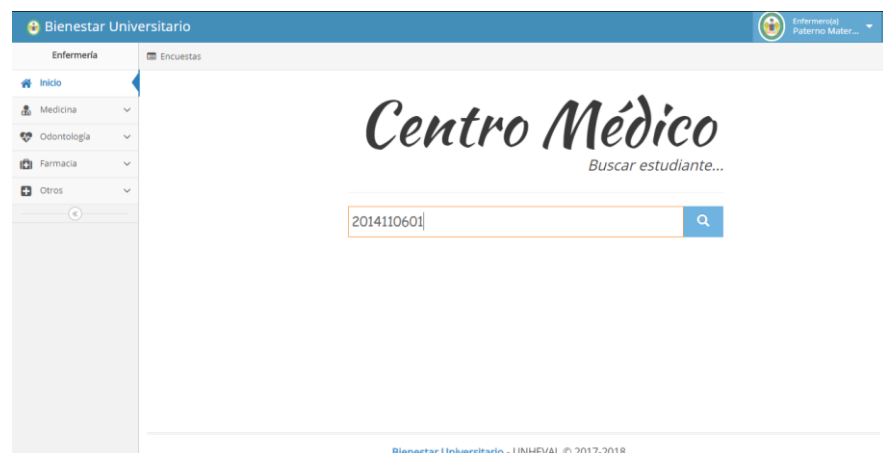 Bienestar Universitario
Enfermero(a)
Paterno Mater...
Enfermería
Encuestas
Inicio
Medicina
Odontología
Farmacia
Otros
Centro Médico
Buscar estudiante...
2014110601
Bienestar Universitario - UNHEVAL © 2017-2018